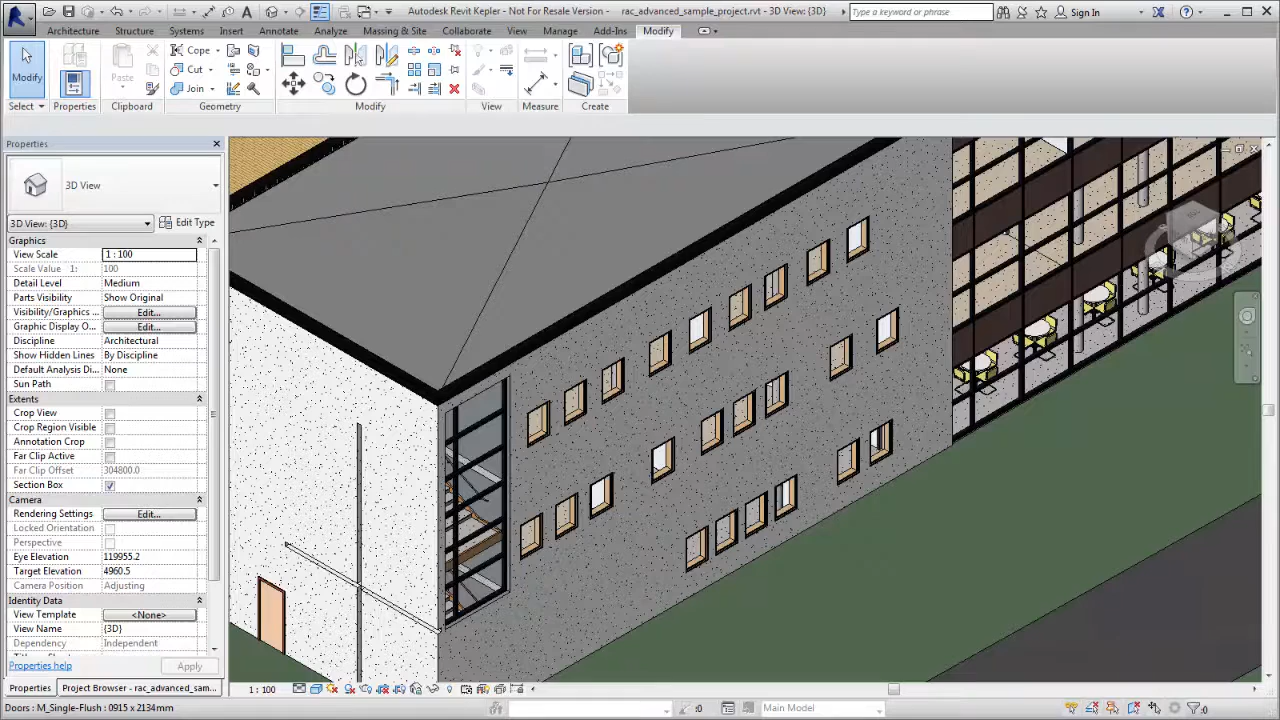 Autodesk Revit Kepler - Not For Resale Version - rac_advanced_sample_project.rvt - 3D View: {3D}
Type a keyword or phrase
Sign In
Architecture Structure Systems Insert Annotate Analyze Massing & Site Collaborate View Manage Add-Ins Modify
Modify
Paste
Cope
Cut
Join
Select Properties Clipboard Geometry Modify View Measure Create
Properties
3D View
3D View: {3D} Edit Type
Graphics
View Scale 1 : 100
Scale Value 1: 100
Detail Level Medium
Parts Visibility Show Original
Visibility/Graphics ... Edit...
Graphic Display O... Edit...
Discipline Architectural
Show Hidden Lines By Discipline
Default Analysis Di... None
Sun Path
Extents
Crop View
Crop Region Visible
Annotation Crop
Far Clip Active
Far Clip Offset 304800.0
Section Box
Camera
Rendering Settings Edit...
Locked Orientation
Perspective
Eye Elevation 119955.2
Target Elevation 4960.5
Camera Position Adjusting
Identity Data
View Template <None>
View Name {3D}
Dependency Independent
Properties help Apply
Properties Project Browser - rac_advanced_sam...
1 : 100
Doors : M_Single-Flush : 0915 x 2134mm
:0
Main Model
:0